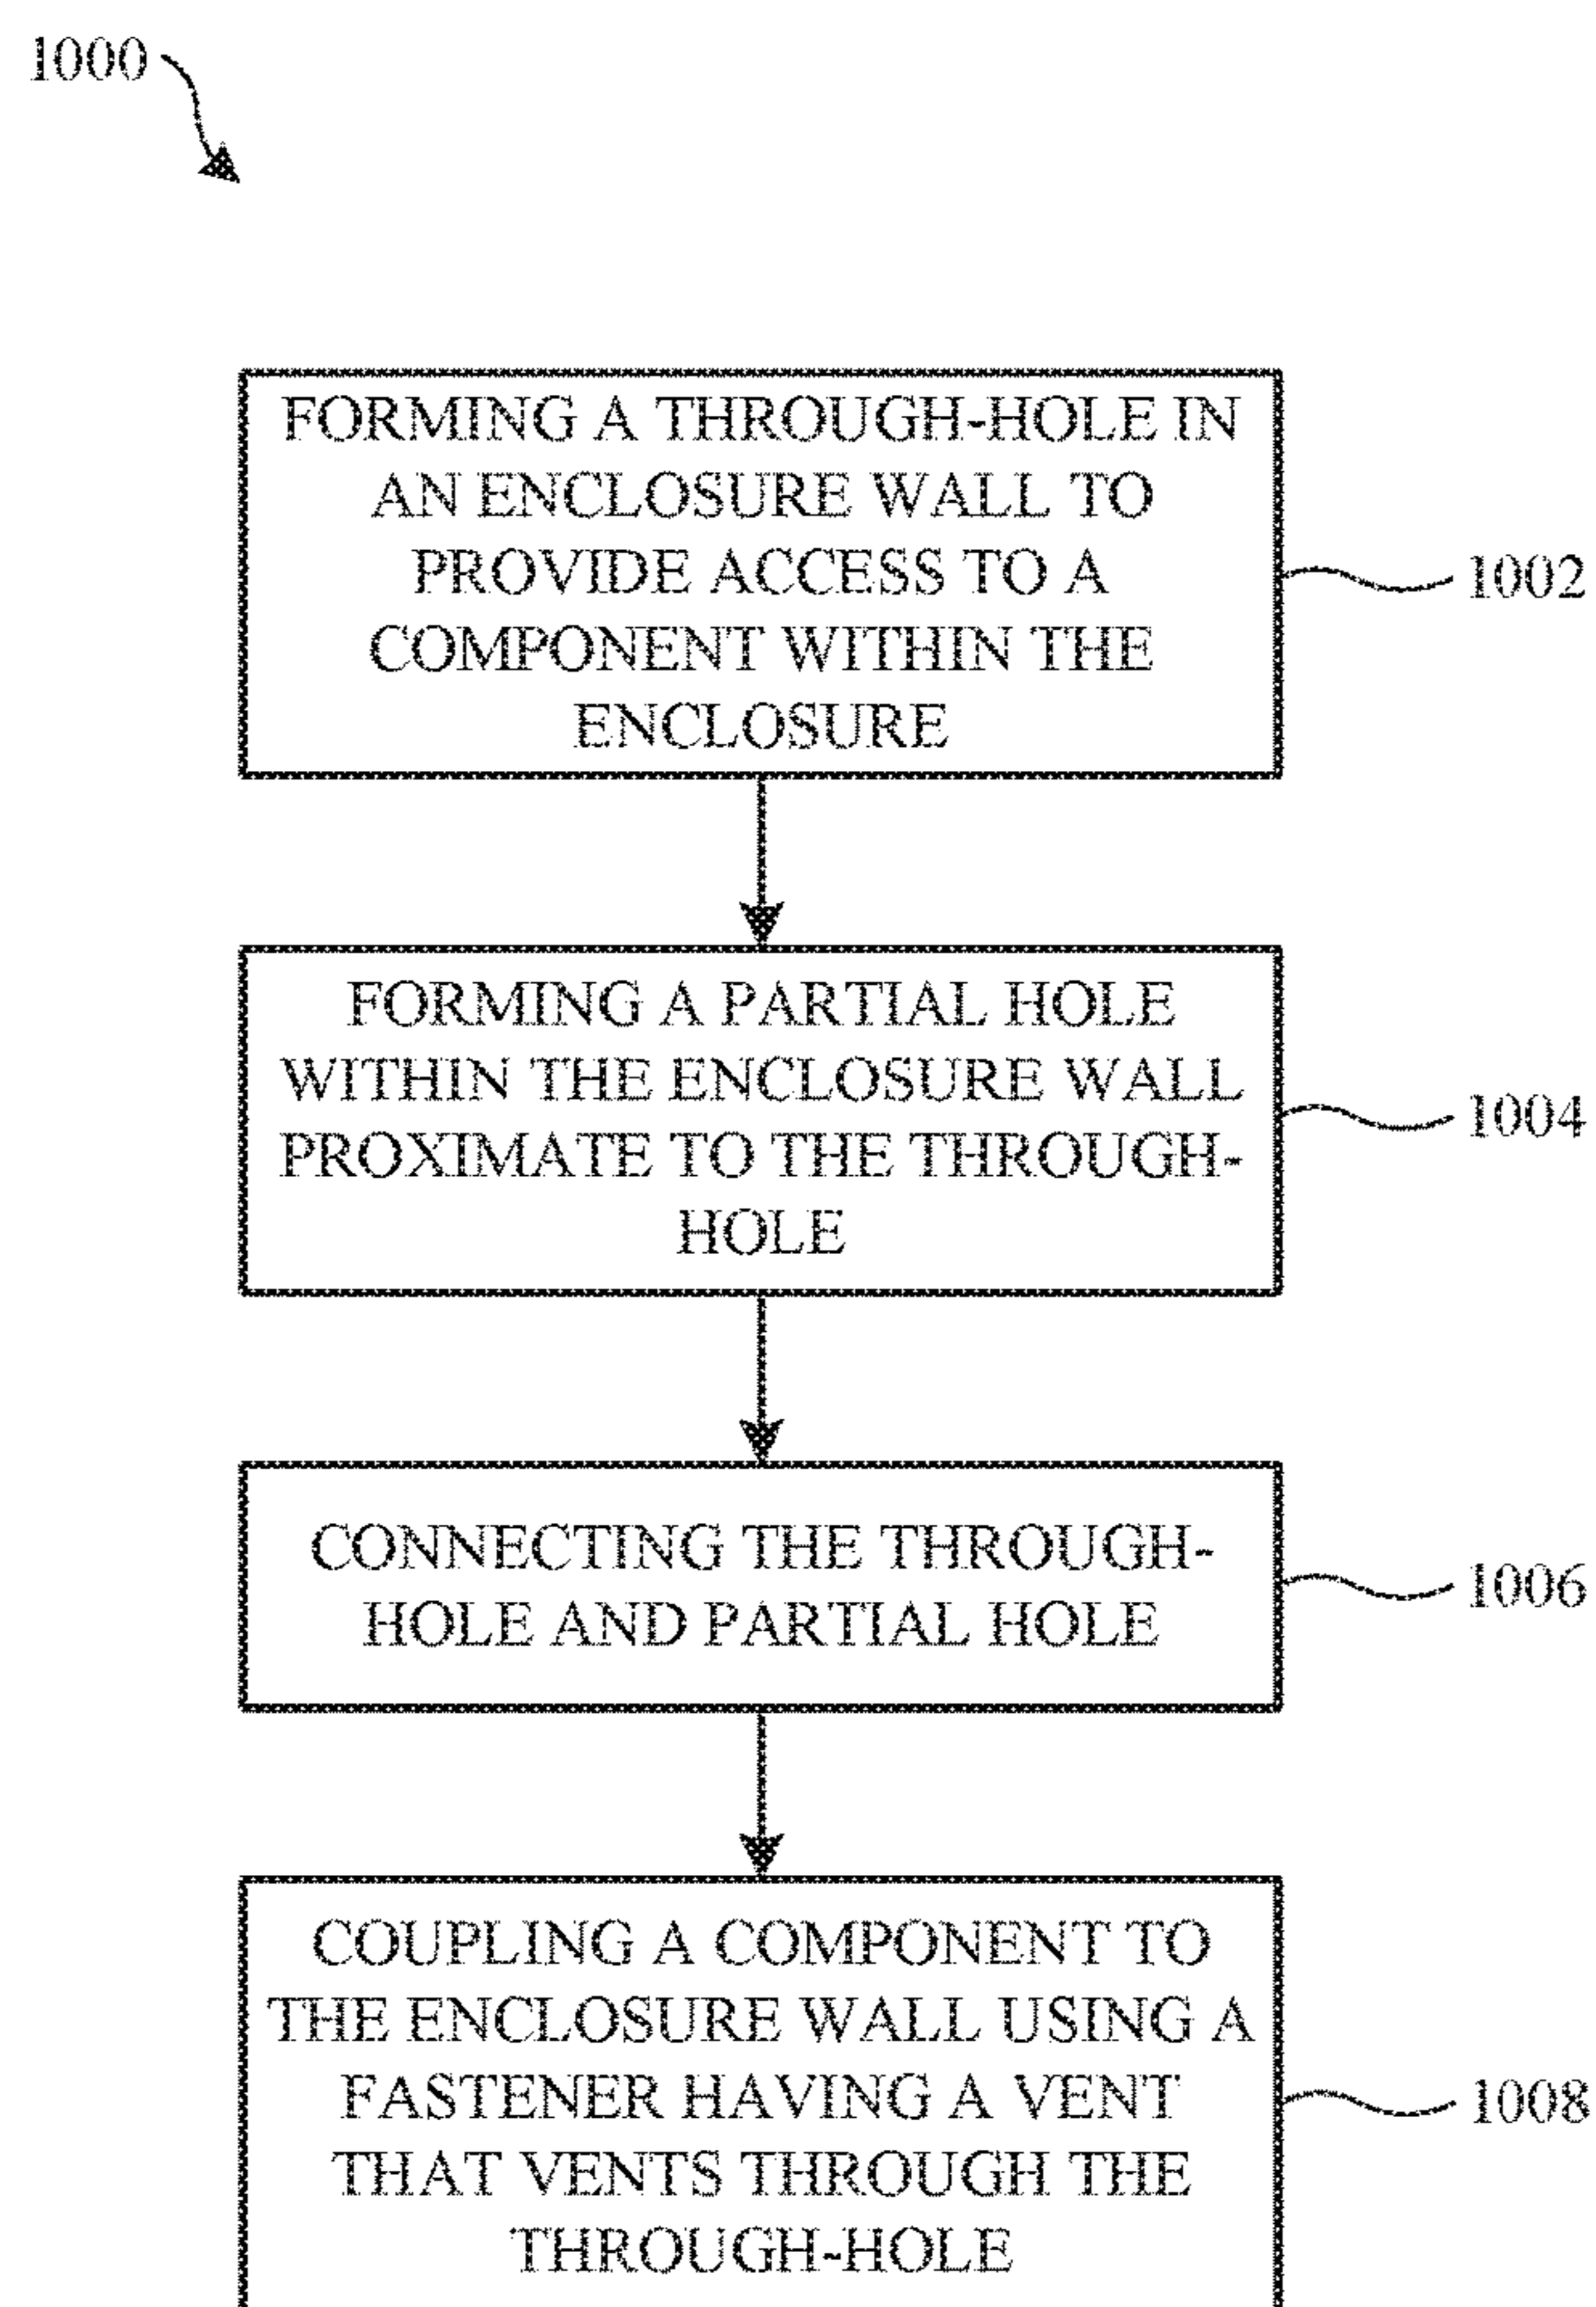 1000
FORMING A THROUGH-HOLE IN
AN ENCLOSURE WALL TO
PROVIDE ACCESS TO A
COMPONENT WITHIN THE
ENCLOSURE
1002
FORMING A PARTIAL HOLE
WITHIN THE ENCLOSURE WALL
PROXIMATE TO THE THROUGH-
HOLE
1004
CONNECTING THE THROUGH-
HOLE AND PARTIAL HOLE
1006
COUPLING A COMPONENT TO
THE ENCLOSURE WALL USING A
FASTENER HAVING A VENT
THAT VENTS THROUGH THE
THROUGH-HOLE
1008